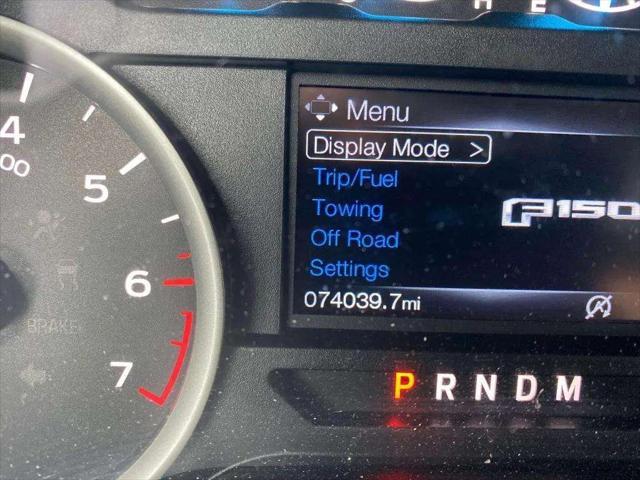 H E
Menu
Display Mode >
Trip/Fuel
Towing
Off Road
Settings
074039.7mi
F150
P R N D M
4
00
5
6
BRAKE
7